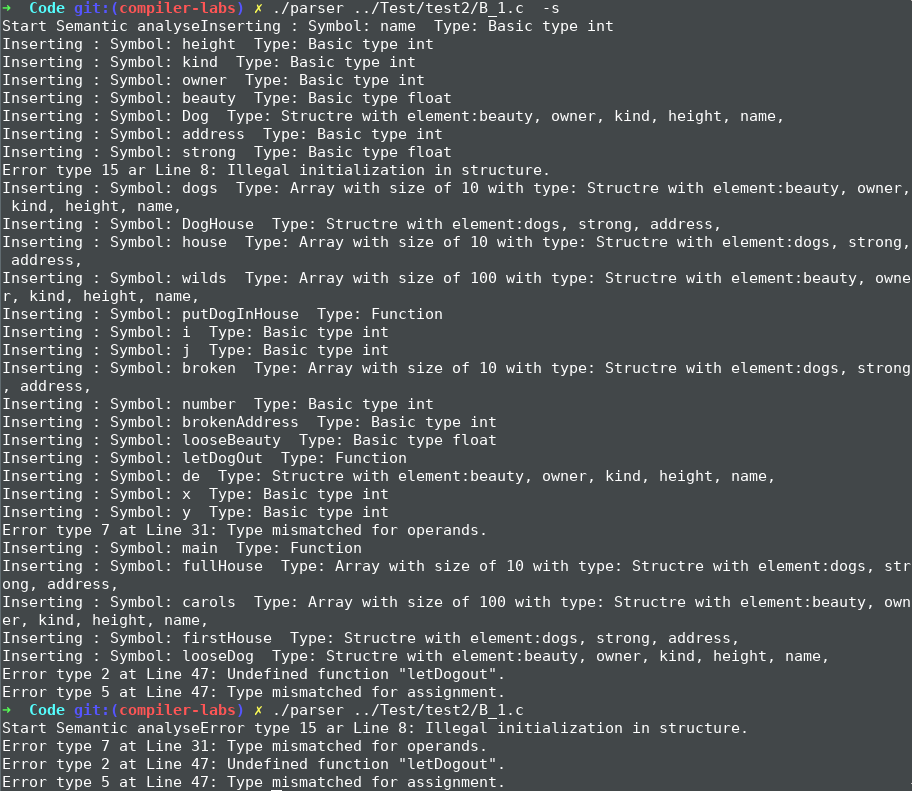 ➜  Code git:(compiler-labs) ✗ ./parser ../Test/test2/B_1.c  -s
Start Semantic analyseInserting : Symbol: name  Type: Basic type int
Inserting : Symbol: height  Type: Basic type int
Inserting : Symbol: kind  Type: Basic type int
Inserting : Symbol: owner  Type: Basic type int
Inserting : Symbol: beauty  Type: Basic type float
Inserting : Symbol: Dog  Type: Structre with element:beauty, owner, kind, height, name,
Inserting : Symbol: address  Type: Basic type int
Inserting : Symbol: strong  Type: Basic type float
Error type 15 ar Line 8: Illegal initialization in structure.
Inserting : Symbol: dogs  Type: Array with size of 10 with type: Structre with element:beauty, owner,
 kind, height, name,
Inserting : Symbol: DogHouse  Type: Structre with element:dogs, strong, address,
Inserting : Symbol: house  Type: Array with size of 10 with type: Structre with element:dogs, strong,
 address,
Inserting : Symbol: wilds  Type: Array with size of 100 with type: Structre with element:beauty, owne
r, kind, height, name,
Inserting : Symbol: putDogInHouse  Type: Function
Inserting : Symbol: i  Type: Basic type int
Inserting : Symbol: j  Type: Basic type int
Inserting : Symbol: broken  Type: Array with size of 10 with type: Structre with element:dogs, strong
, address,
Inserting : Symbol: number  Type: Basic type int
Inserting : Symbol: brokenAddress  Type: Basic type int
Inserting : Symbol: looseBeauty  Type: Basic type float
Inserting : Symbol: letDogOut  Type: Function
Inserting : Symbol: de  Type: Structre with element:beauty, owner, kind, height, name,
Inserting : Symbol: x  Type: Basic type int
Inserting : Symbol: y  Type: Basic type int
Error type 7 at Line 31: Type mismatched for operands.
Inserting : Symbol: main  Type: Function
Inserting : Symbol: fullHouse  Type: Array with size of 10 with type: Structre with element:dogs, str
ong, address,
Inserting : Symbol: carols  Type: Array with size of 100 with type: Structre with element:beauty, own
er, kind, height, name,
Inserting : Symbol: firstHouse  Type: Structre with element:dogs, strong, address,
Inserting : Symbol: looseDog  Type: Structre with element:beauty, owner, kind, height, name,
Error type 2 at Line 47: Undefined function "letDogout".
Error type 5 at Line 47: Type mismatched for assignment.
➜  Code git:(compiler-labs) ✗ ./parser ../Test/test2/B_1.c
Start Semantic analyseError type 15 ar Line 8: Illegal initialization in structure.
Error type 7 at Line 31: Type mismatched for operands.
Error type 2 at Line 47: Undefined function "letDogout".
Error type 5 at Line 47: Type mismatched for assignment.